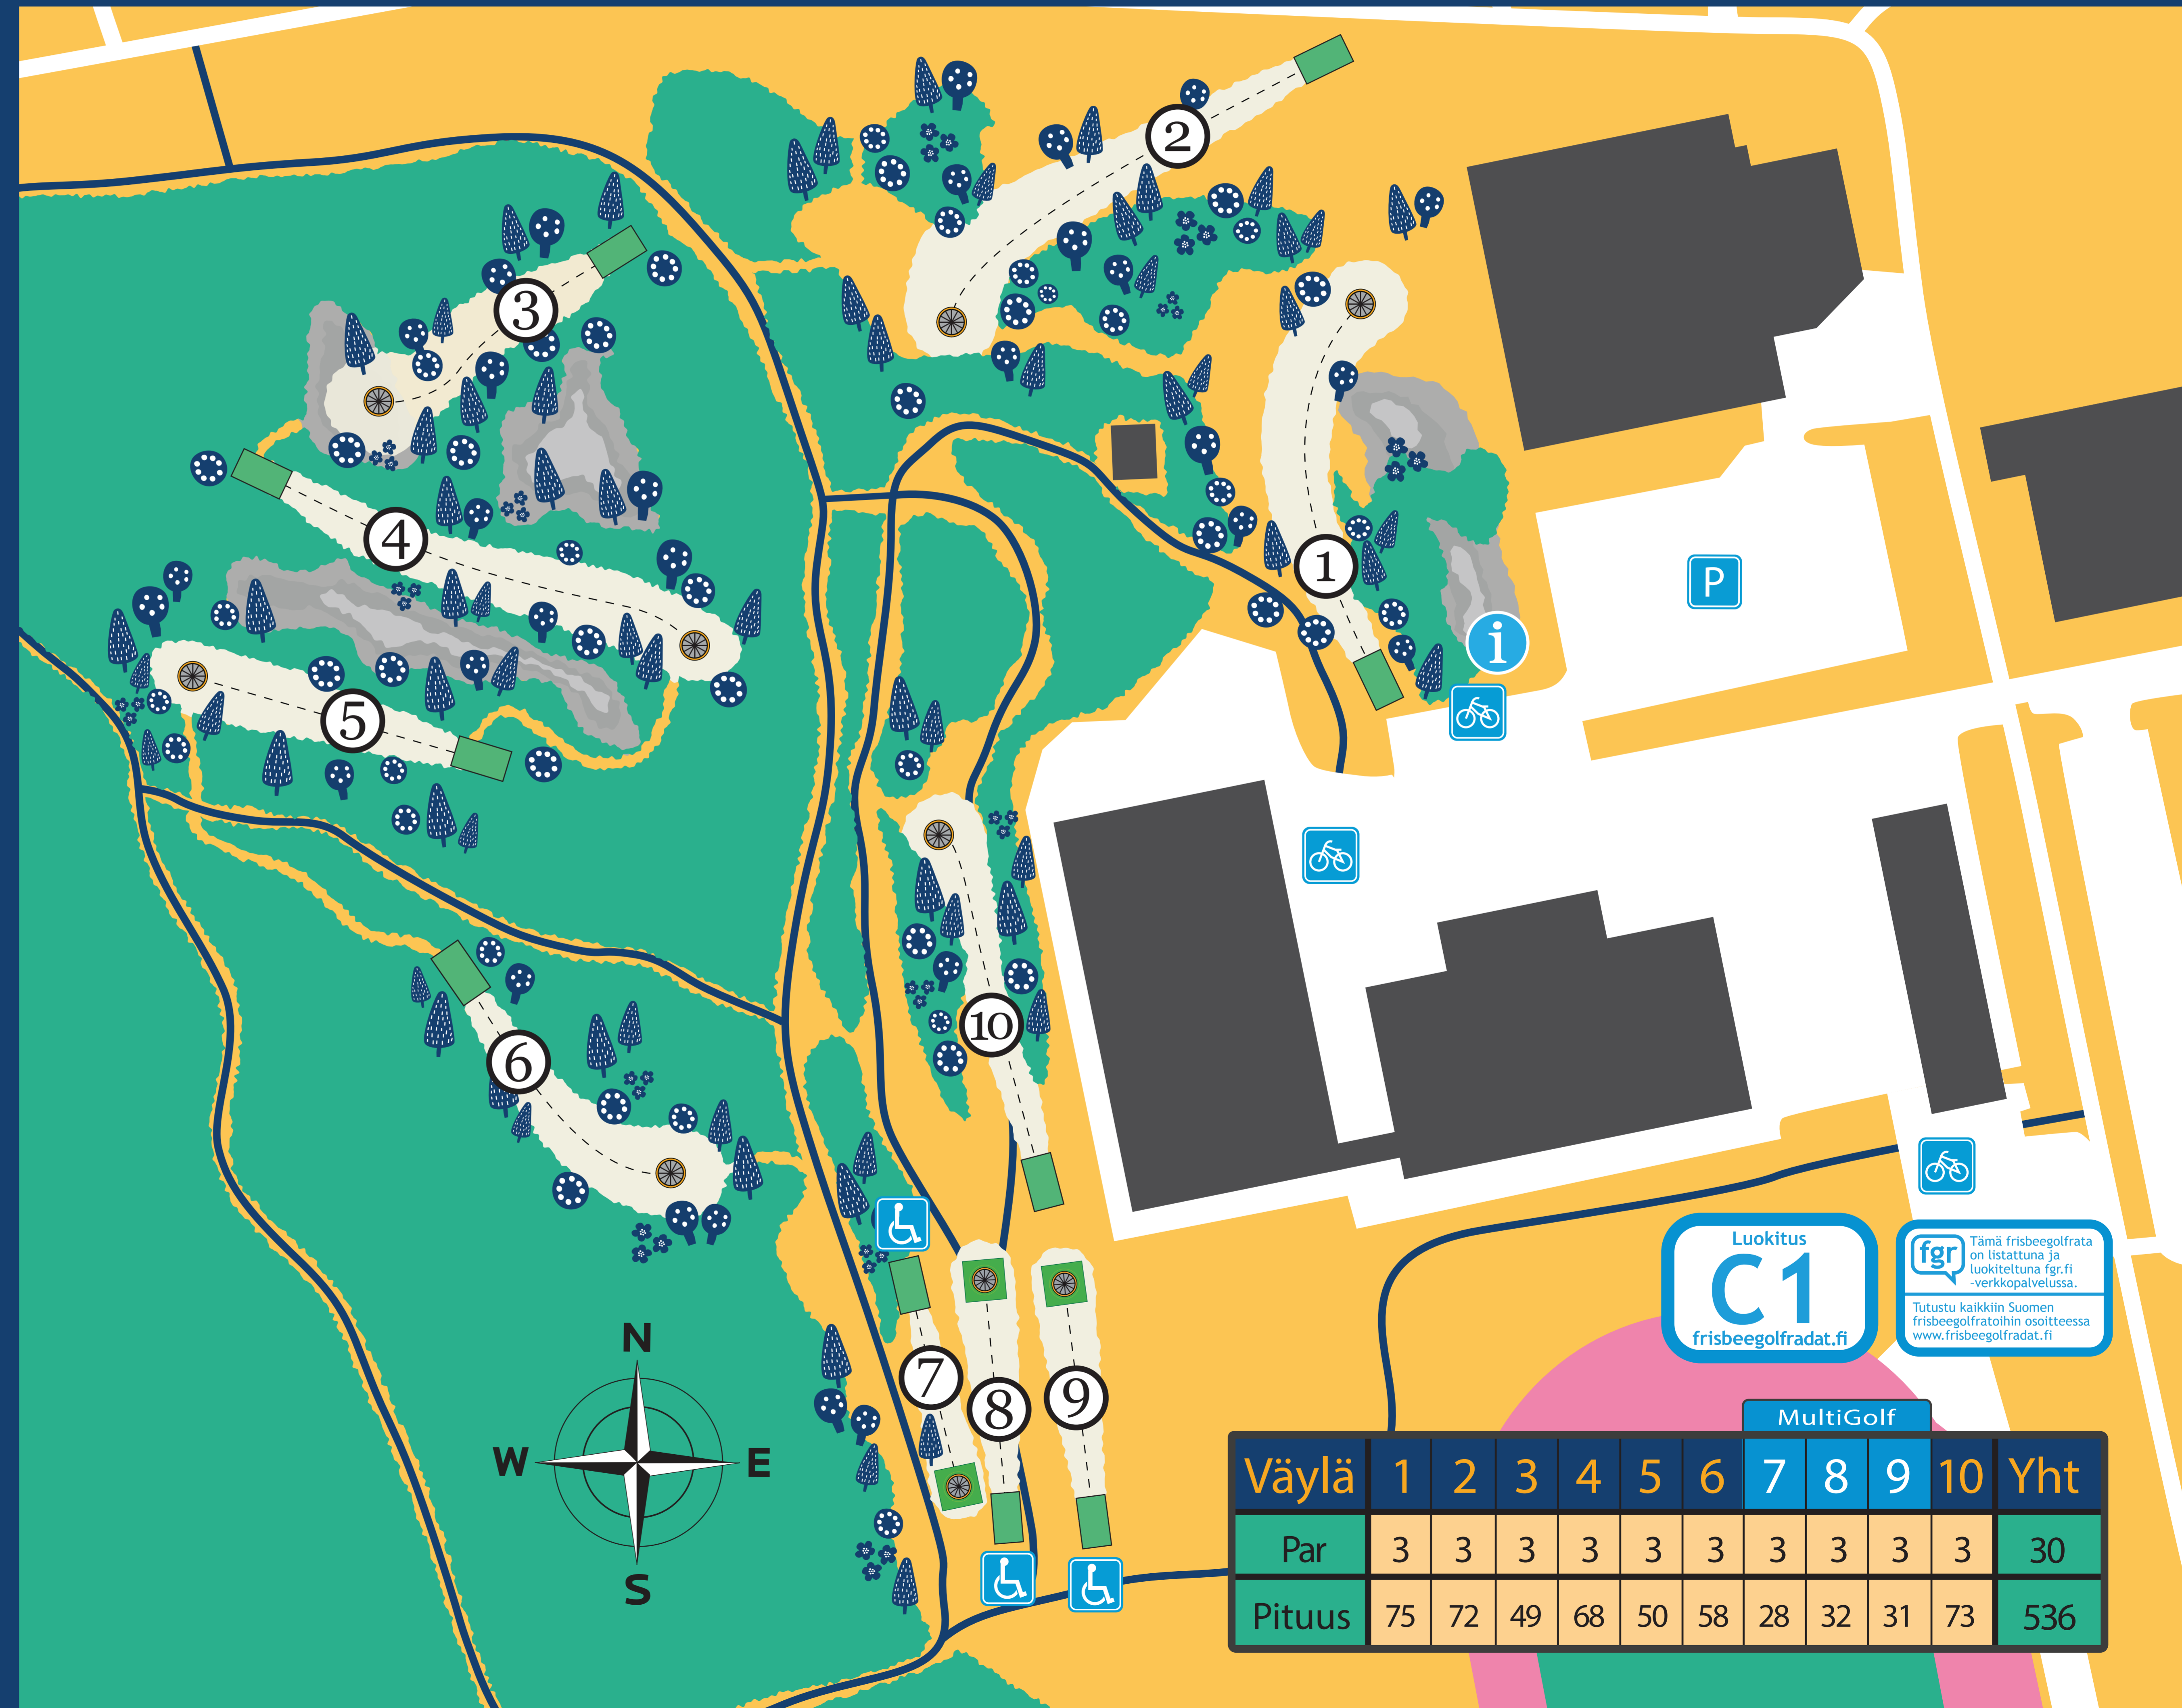 2
3
1
4
P
i
5
10
6
Luokitus
C1
frisbeegolfradat.fi
fgr
Tämä frisbeegolfrata
on listattuna ja
luokiteltuna fgr.fi
-verkkopalvelussa.
Tutustu kaikkiin Suomen
frisbeegolfratoihin osoitteessa
www.frisbeegolfradat.fi
N
W E
S
7
8
9
MultiGolf
Väylä 1 2 3 4 5 6 7 8 9 10 Yht
Par 3 3 3 3 3 3 3 3 3 3 30
Pituus 75 72 49 68 50 58 28 32 31 73 536